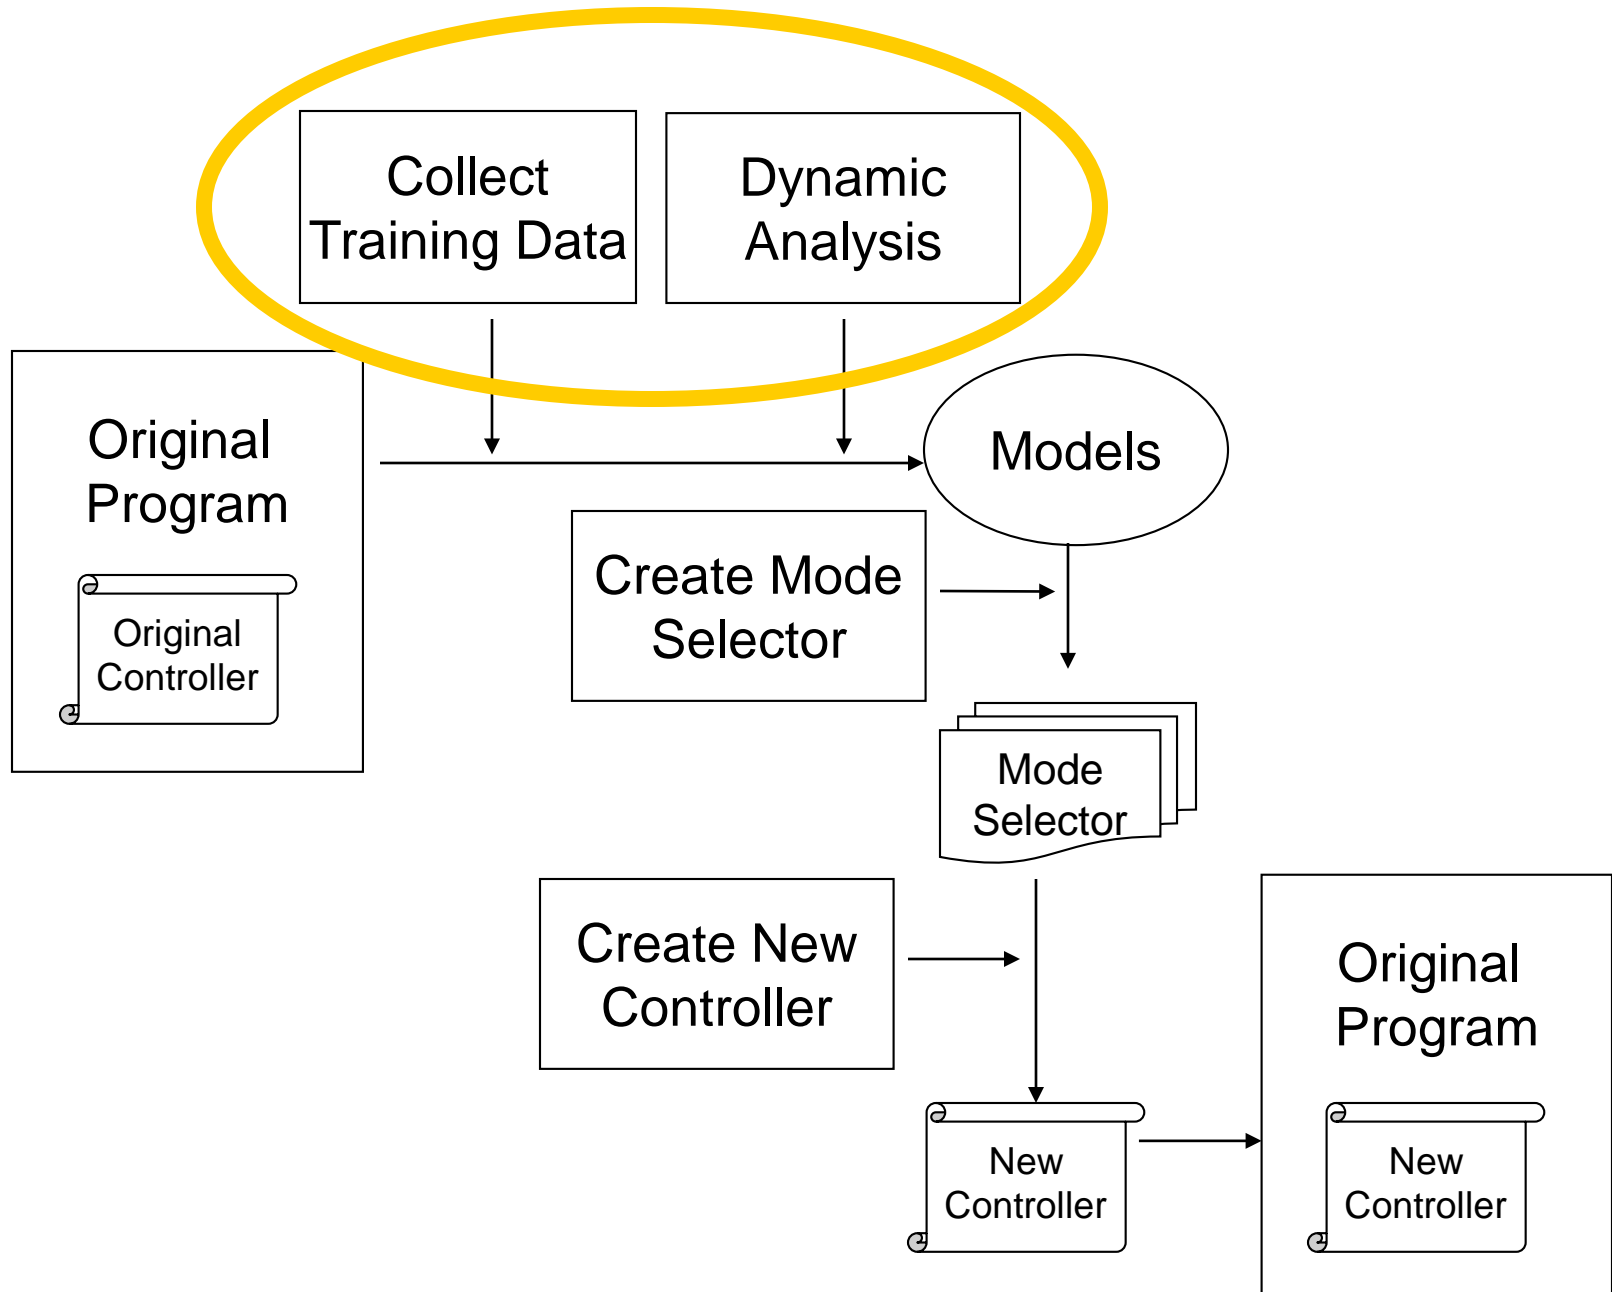 Collect
Training Data
Dynamic
Analysis
Original
Program
Original
Controller
Models
Create Mode
Selector
Mode
Selector
Create New
Controller
New
Controller
Original
Program
New
Controller